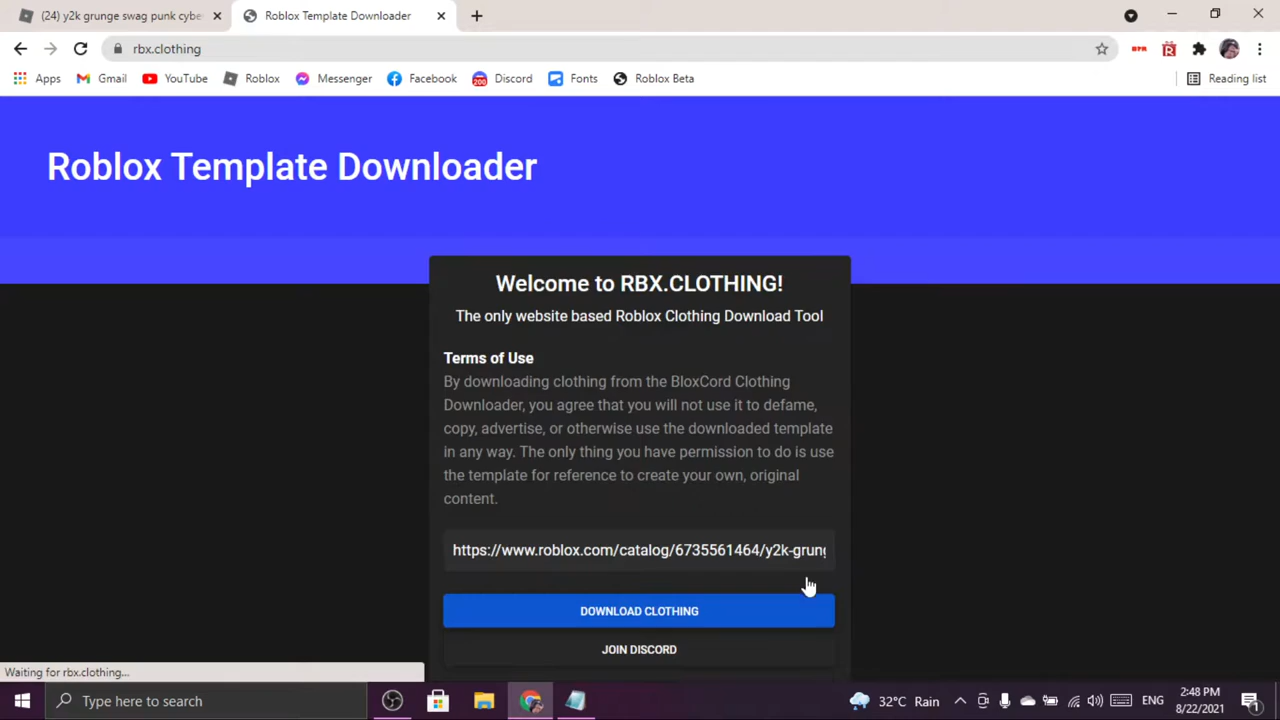 (24) y2k grunge swag punk cybe
Roblox Template Downloader
rbx.clothing
Apps
Gmail
YouTube
Roblox
Messenger
Facebook
200
Discord
Fonts
Roblox Beta
Reading list
Roblox Template Downloader
Welcome to RBX.CLOTHING!
The only website based Roblox Clothing Download Tool
Terms of Use
By downloading clothing from the BloxCord Clothing
Downloader, you agree that you will not use it to defame,
copy, advertise, or otherwise use the downloaded template
in any way. The only thing you have permission to do is use
the template for reference to create your own, original
content.
https://www.roblox.com/catalog/6735561464/y2k-grung
DOWNLOAD CLOTHING
JOIN DISCORD
Waiting for rbx.clothing...
Type here to search
32°C Rain
ENG
2:48 PM
8/22/2021